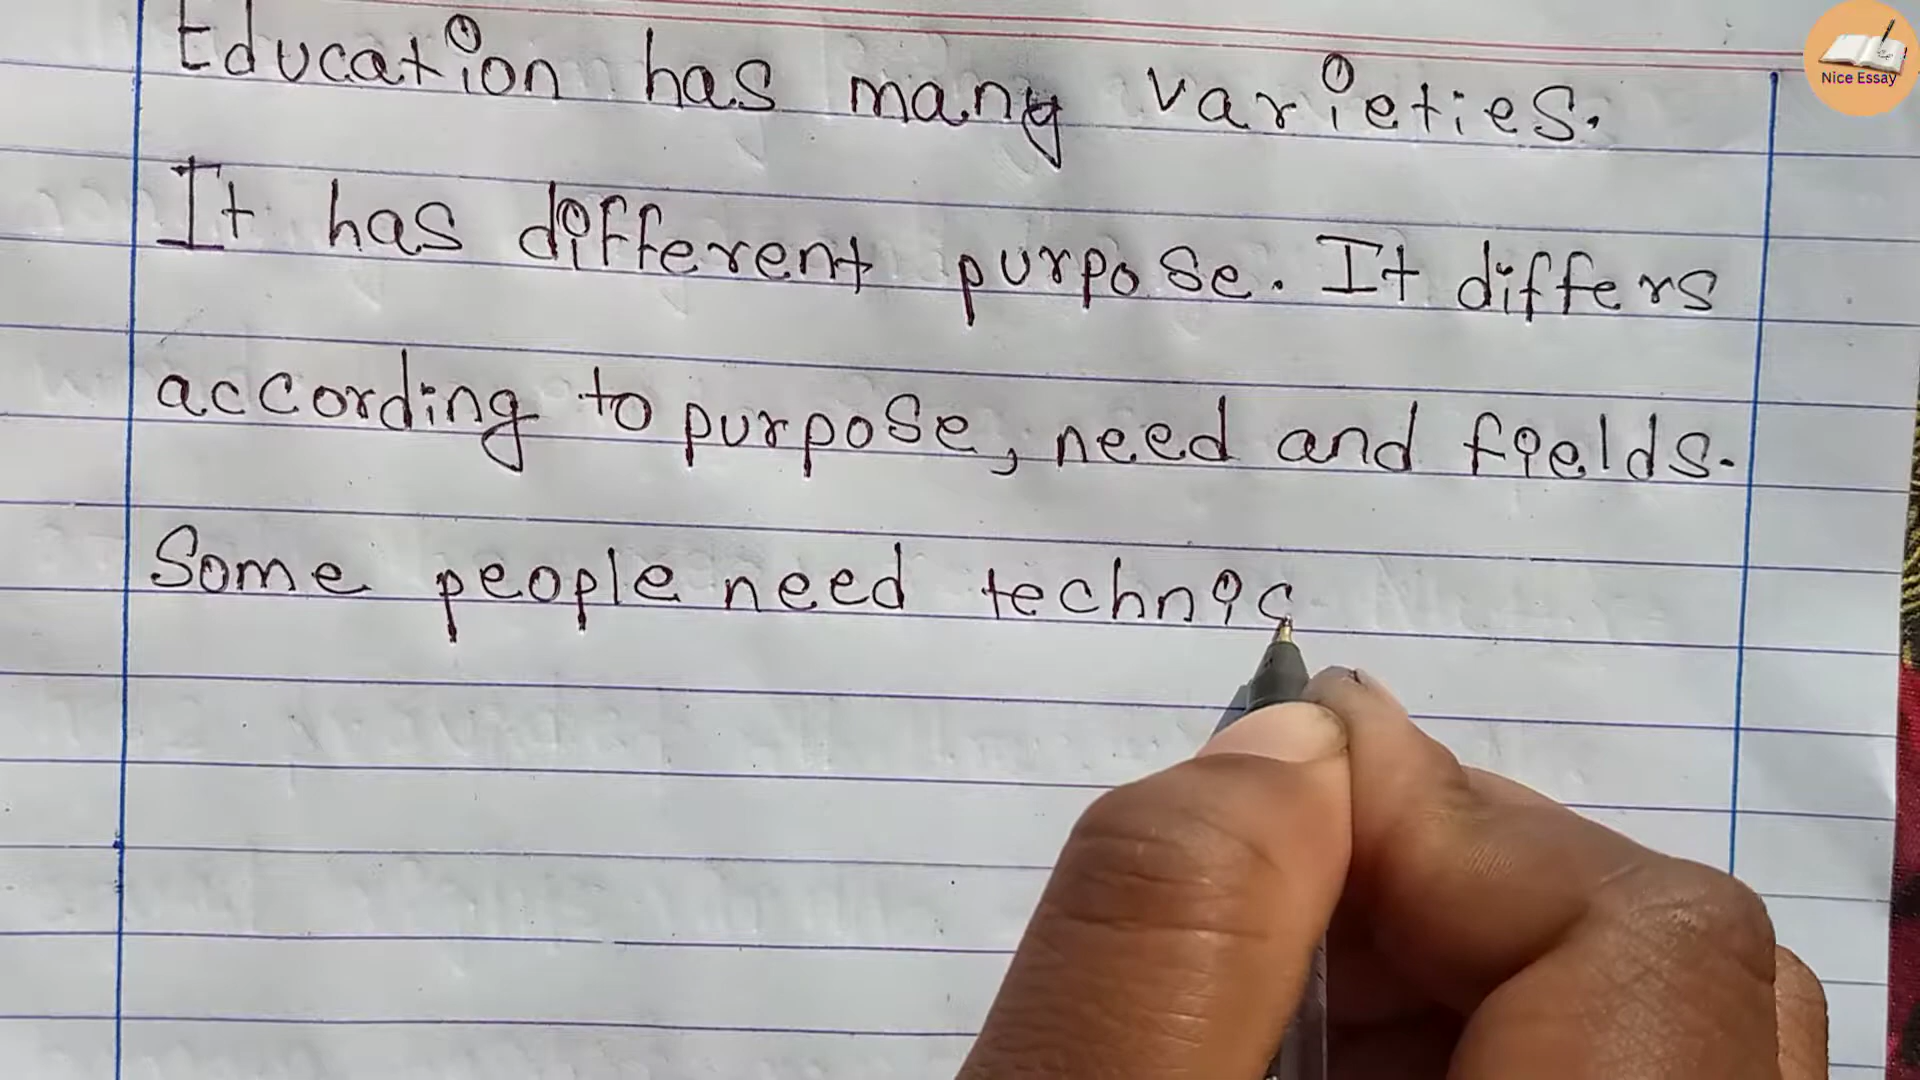 Education has many varieties.
It has different purpose. It differs
according to purpose, need and fields.
Some people need technic
Nice Essay